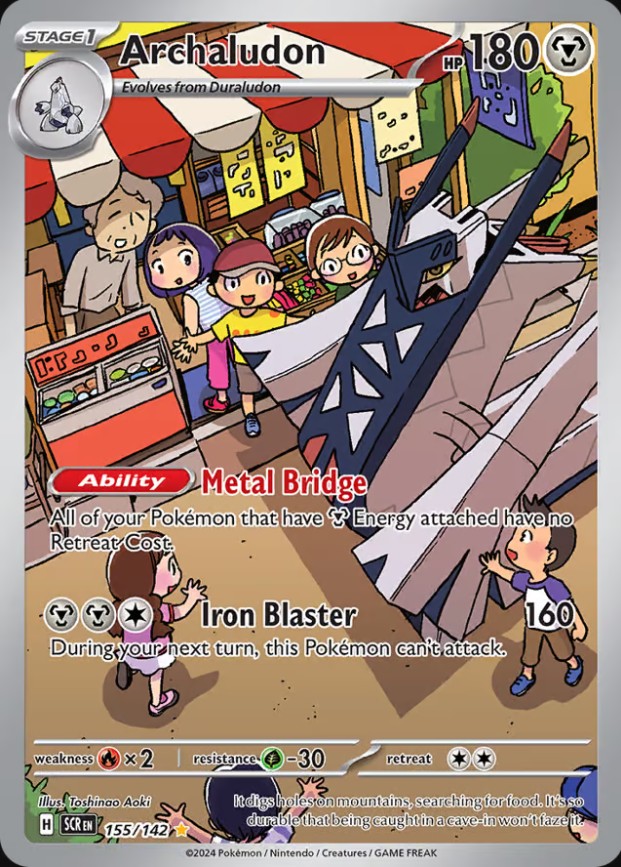 STAGE 1
Archaludon
HP 180
Evolves from Duraludon
Ability Metal Bridge
All of your Pokémon that have Energy attached have no
Retreat Cost.
Iron Blaster 160
During your next turn, this Pokémon can't attack.
weakness ×2 resistance -30 retreat
Illus. Toshinao Aoki
It digs holes on mountains, searching for food. It's so
durable that being caught in a cave-in won't faze it.
H SCR EN 155/142
©2024 Pokémon / Nintendo / Creatures / GAME FREAK